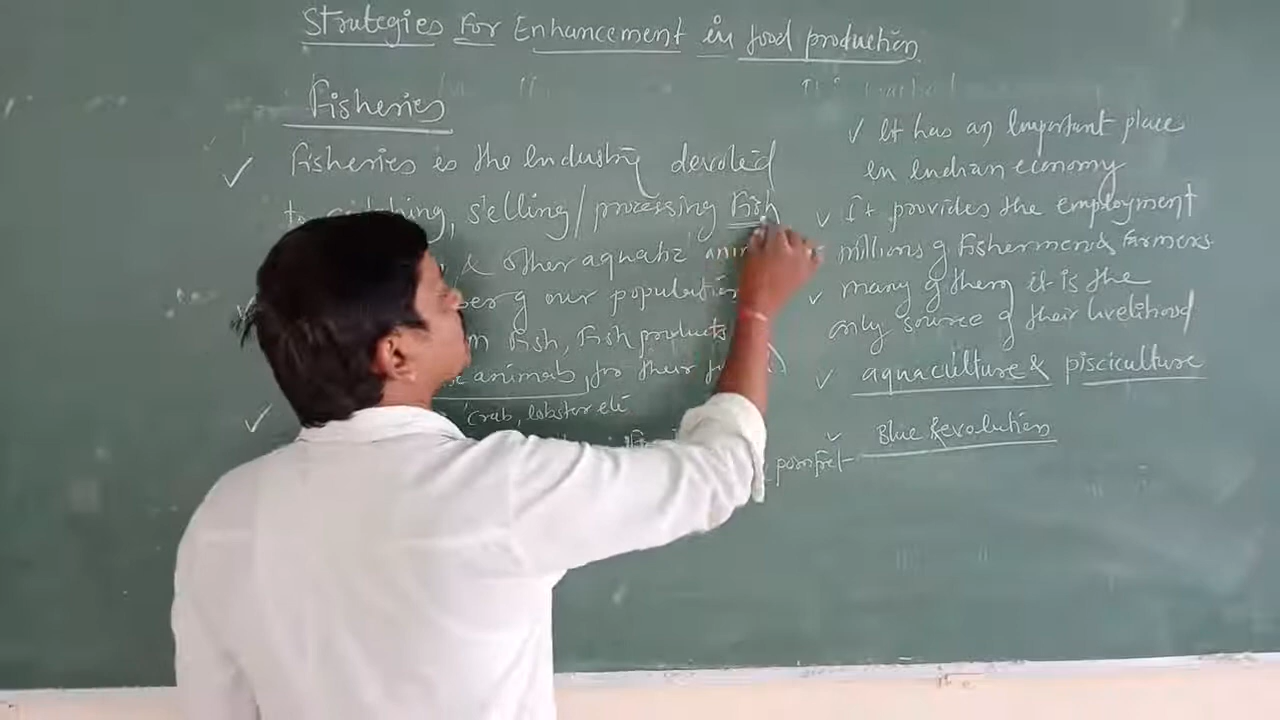 Strategies For Enhancement in food production
Fisheries
✓ Fisheries is the Industry devoted
to catching, selling/processing Fish
& other aquatic
of our population
Fish, Fish products
animals, for their
crab, lobster etc
pomfret
✓ It has an Important place
in Indian economy
✓ It provides the employment
millions of Fishermen & farmers.
✓ many of them it is the
only source of their livelihood
✓ aquaculture & pisciculture
✓ Blue Revolution